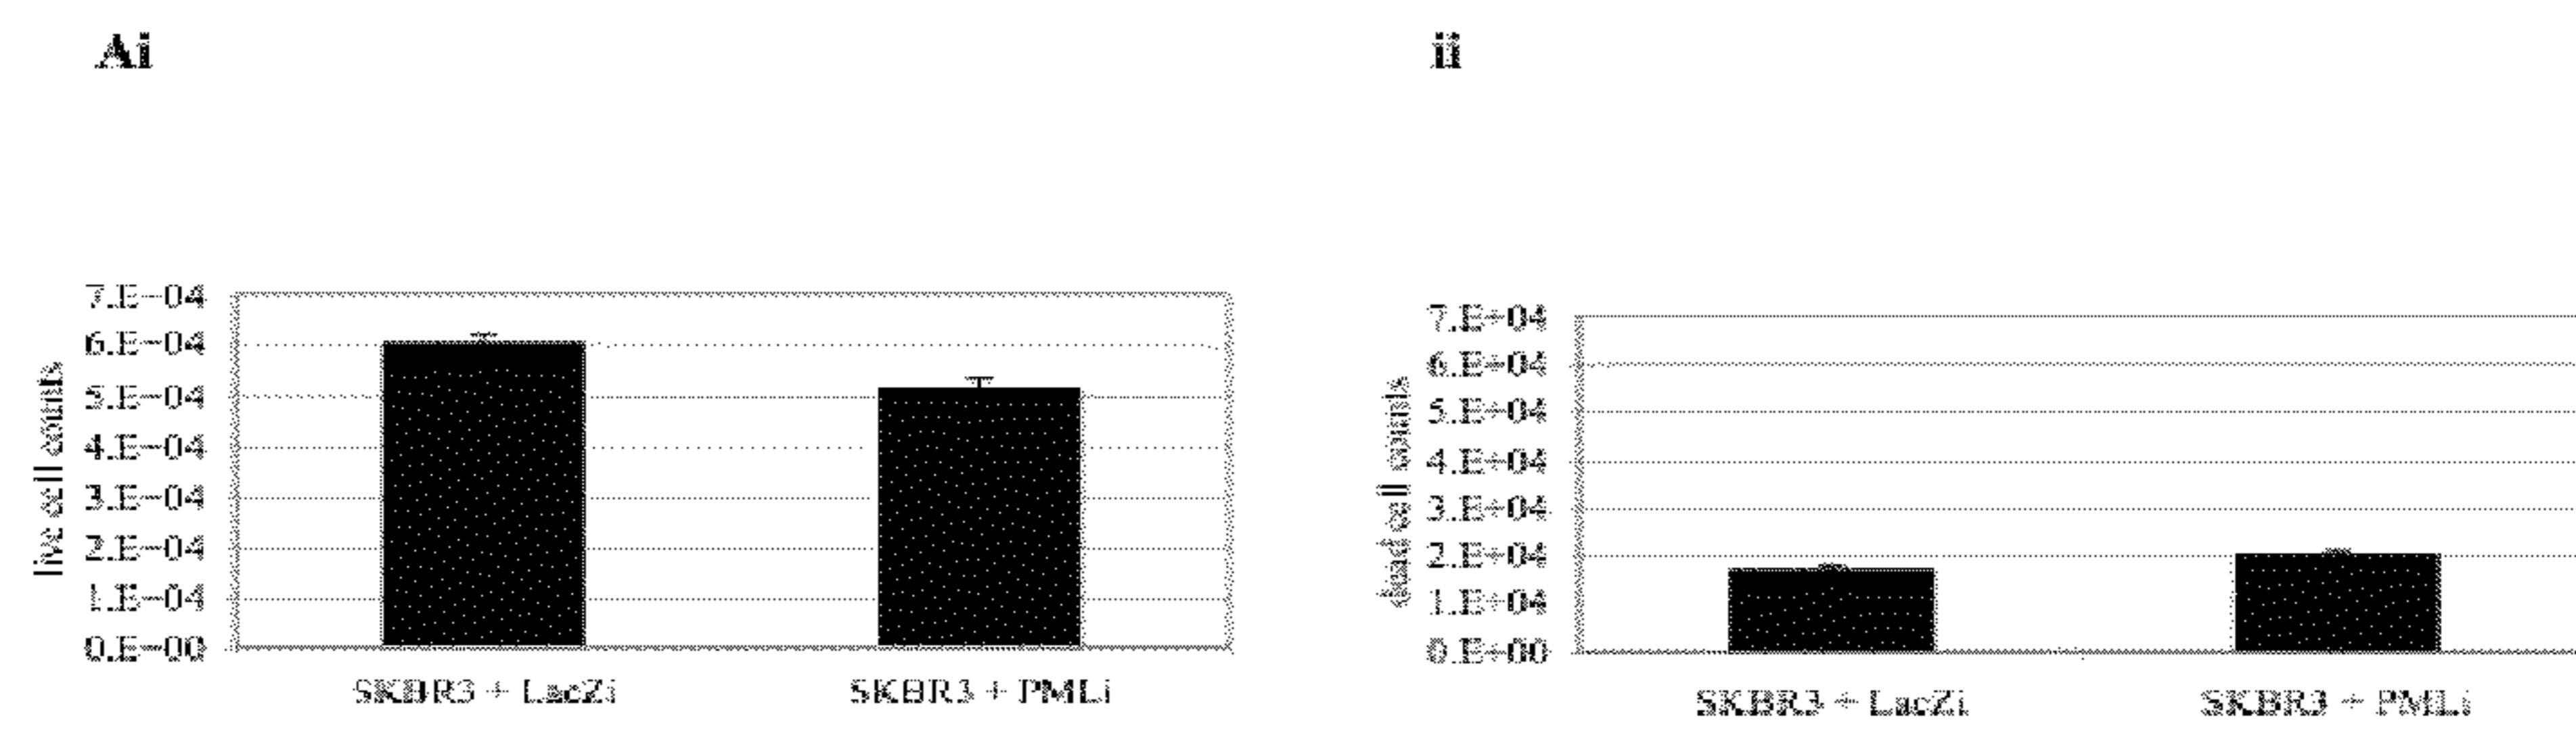 Ai
live cell counts
7.E-04
6.E-04
5.E-04
4.E-04
3.E-04
2.E-04
1.E-04
0.E-00
SKBR3 + LacZi
SKBR3 + PMLi
ii
dead cell counts
7.E+04
6.E+04
5.E+04
4.E+04
3.E+04
2.E+04
1.E+04
0.E+00
SKBR3 + LacZi
SKBR3 + PMLi